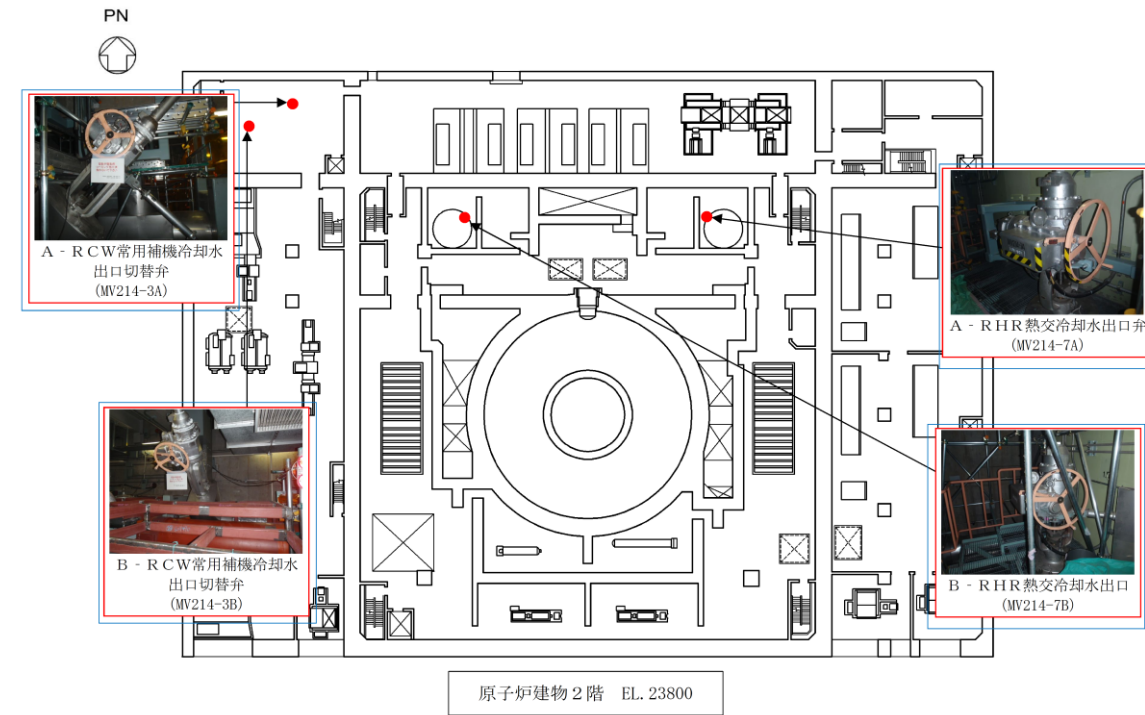 PN
A‐RCW常用補機冷却水
出口切替弁
(MV214-3A)
A‐RHR熱交冷却水出口弁
(MV214-7A)
B‐RCW常用補機冷却水
出口切替弁
(MV214-3B)
B‐RHR熱交冷却水出口
(MV214-7B)
原子炉建物2階　EL.23800